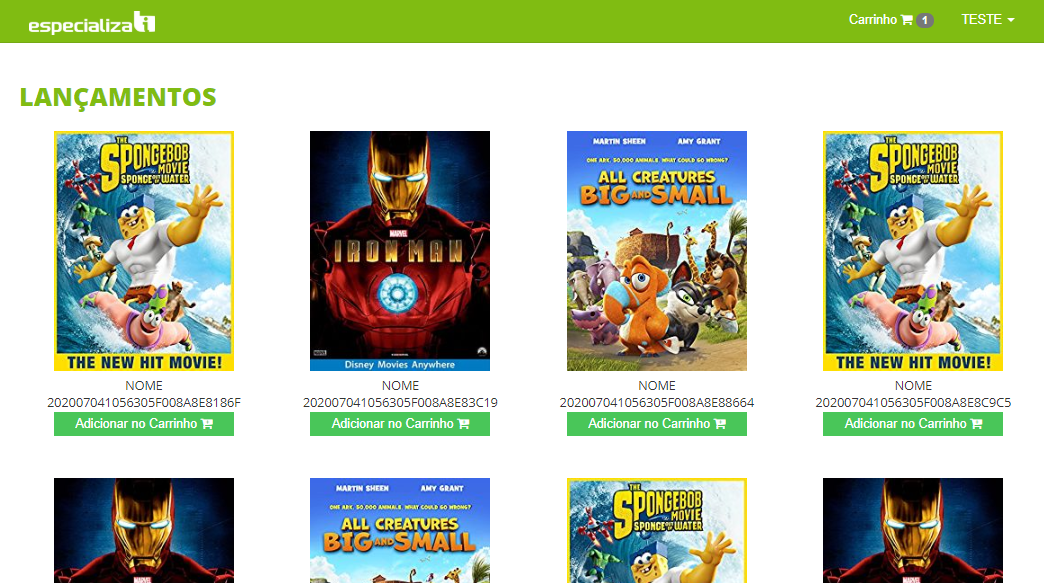 especializati
Carrinho 1 TESTE
LANÇAMENTOS
THE
SPONGEBOB
MOVIE
SPONGE OUT OF WATER
THE NEW HIT MOVIE!
MARVEL
IRON MAN
Disney Movies Anywhere
MARTIN SHEEN AMY GRANT
ONE ARK. 50,000 ANIMALS. WHAT COULD GO WRONG?
ALL CREATURES
BIG AND SMALL
THE
SPONGEBOB
MOVIE
SPONGE OUT OF WATER
THE NEW HIT MOVIE!
NOME
202007041056305F008A8E8186F
Adicionar no Carrinho
NOME
202007041056305F008A8E83C19
Adicionar no Carrinho
NOME
202007041056305F008A8E88664
Adicionar no Carrinho
NOME
202007041056305F008A8E8C9C5
Adicionar no Carrinho
MARVEL
MARTIN SHEEN AMY GRANT
ONE ARK. 50,000 ANIMALS. WHAT COULD GO WRONG?
ALL CREATURES
BIG AND SMALL
THE
SPONGEBOB
MOVIE
SPONGE OUT OF WATER
MARVEL